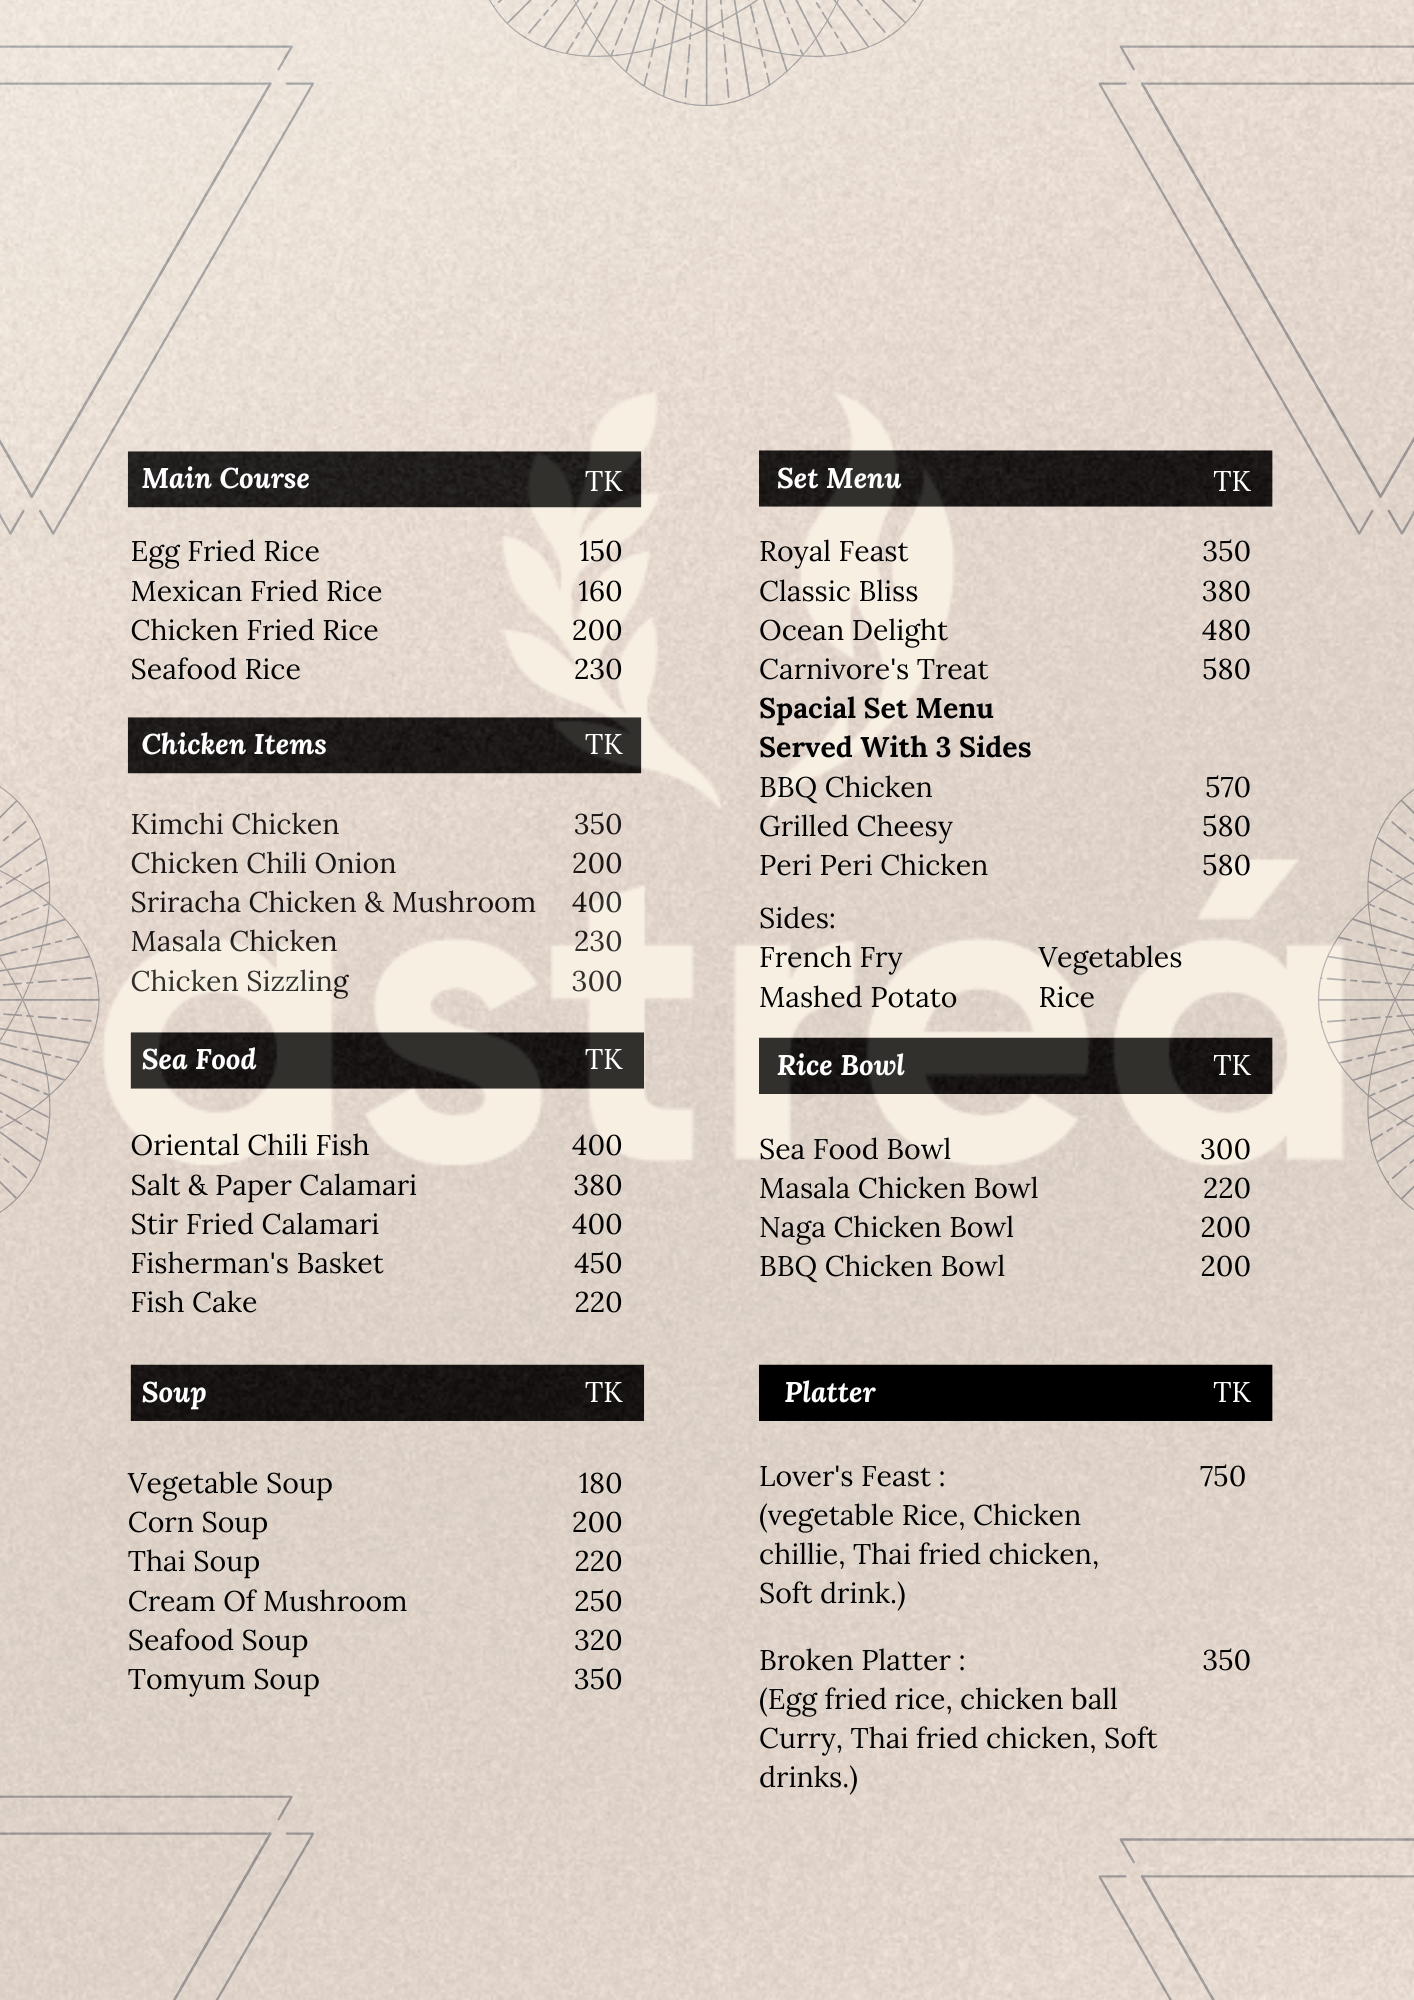 Main Course TK
Egg Fried Rice 150
Mexican Fried Rice 160
Chicken Fried Rice 200
Seafood Rice 230
Chicken Items TK
Kimchi Chicken 350
Chicken Chili Onion 200
Sriracha Chicken & Mushroom 400
Masala Chicken 230
Chicken Sizzling 300
Sea Food TK
Oriental Chili Fish 400
Salt & Paper Calamari 380
Stir Fried Calamari 400
Fisherman's Basket 450
Fish Cake 220
Soup TK
Vegetable Soup 180
Corn Soup 200
Thai Soup 220
Cream Of Mushroom 250
Seafood Soup 320
Tomyum Soup 350
Set Menu TK
Royal Feast 350
Classic Bliss 380
Ocean Delight 480
Carnivore's Treat 580
Spacial Set Menu
Served With 3 Sides
BBQ Chicken 570
Grilled Cheesy 580
Peri Peri Chicken 580
Sides:
French Fry Vegetables
Mashed Potato Rice
Rice Bowl TK
Sea Food Bowl 300
Masala Chicken Bowl 220
Naga Chicken Bowl 200
BBQ Chicken Bowl 200
Platter TK
Lover's Feast : 750
(vegetable Rice, Chicken
chillie, Thai fried chicken,
Soft drink.)
Broken Platter : 350
(Egg fried rice, chicken ball
Curry, Thai fried chicken, Soft
drinks.)
astreá